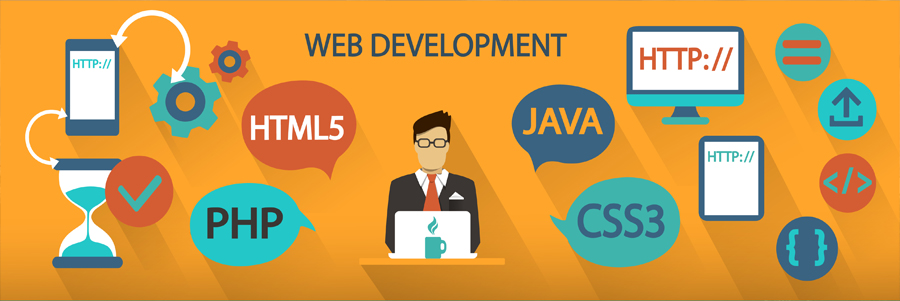 WEB DEVELOPMENT
HTTP://
HTML5
PHP
JAVA
CSS3
HTTP://
HTTP://
</>
{ }